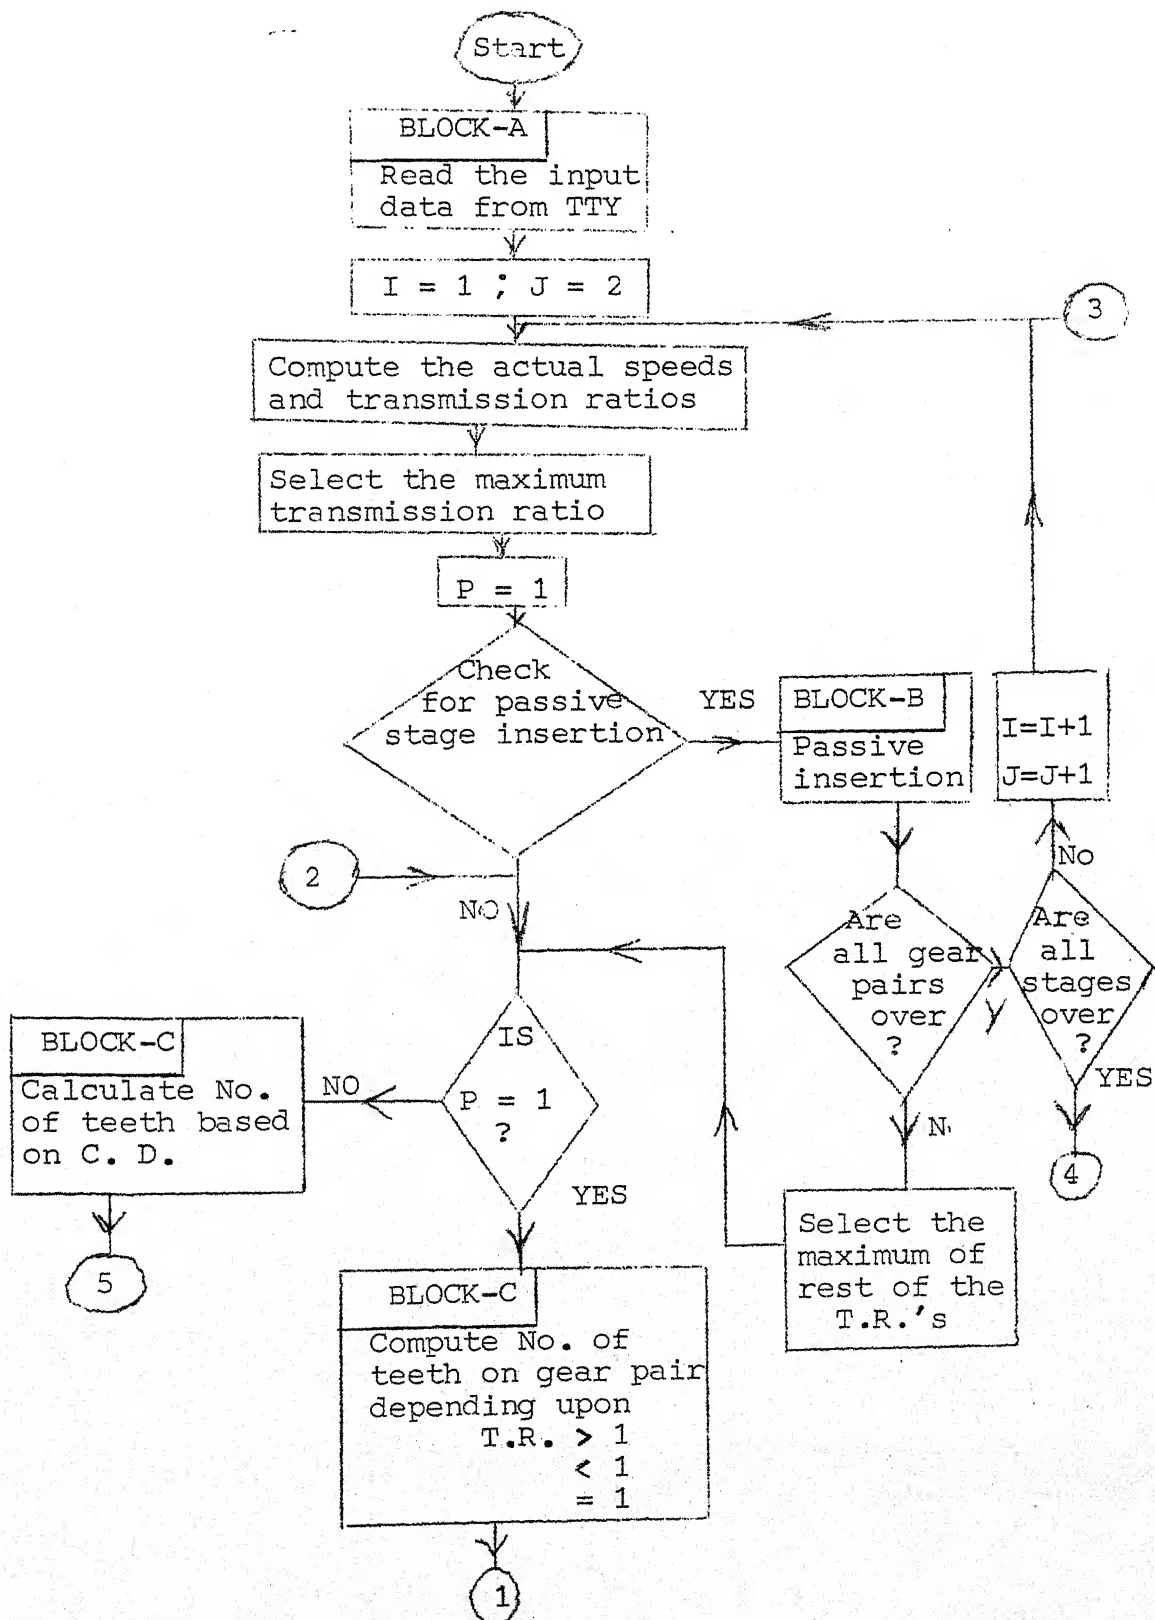 Start
BLOCK-A
Read the input
data from TTY
I = 1 ; J = 2
3
Compute the actual speeds
and transmission ratios
Select the maximum
transmission ratio
P = 1
Check
for passive
stage insertion
YES
BLOCK-B
Passive
insertion
I=I+1
J=J+1
No
2
NO
Are
all gear
pairs
over
?
Y
Are
all
stages
over
?
YES
4
N
IS
P = 1
?
NO
YES
BLOCK-C
Calculate No.
of teeth based
on C. D.
5
Select the
maximum of
rest of the
T.R.'s
BLOCK-C
Compute No. of
teeth on gear pair
depending upon
T.R. > 1
< 1
= 1
1